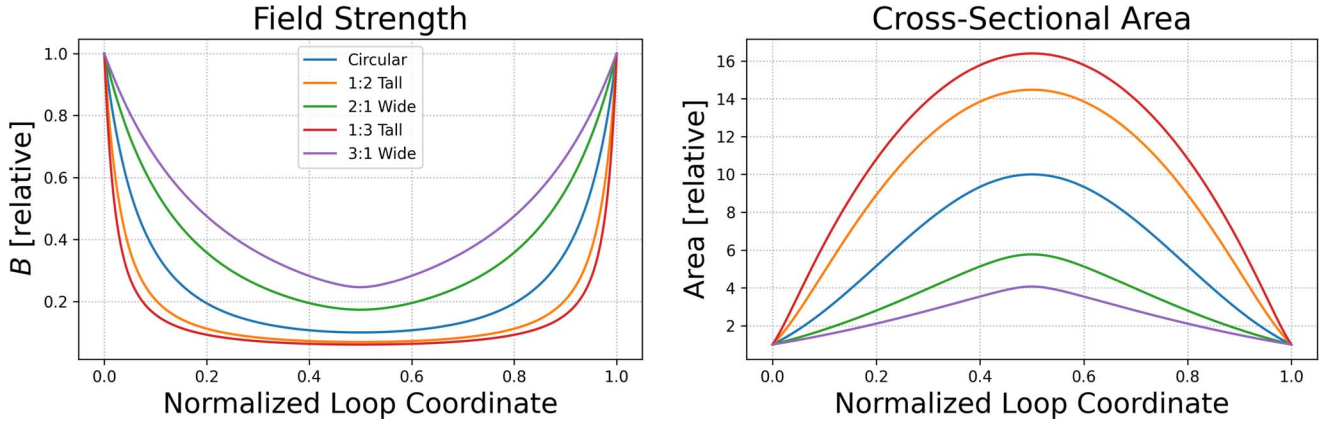 Field Strength
B [relative]
1.0
0.8
0.6
0.4
0.2
Circular
1:2 Tall
2:1 Wide
1:3 Tall
3:1 Wide
0.0 0.2 0.4 0.6 0.8 1.0
Normalized Loop Coordinate
Cross-Sectional Area
Area [relative]
16
14
12
10
8
6
4
2
0.0 0.2 0.4 0.6 0.8 1.0
Normalized Loop Coordinate